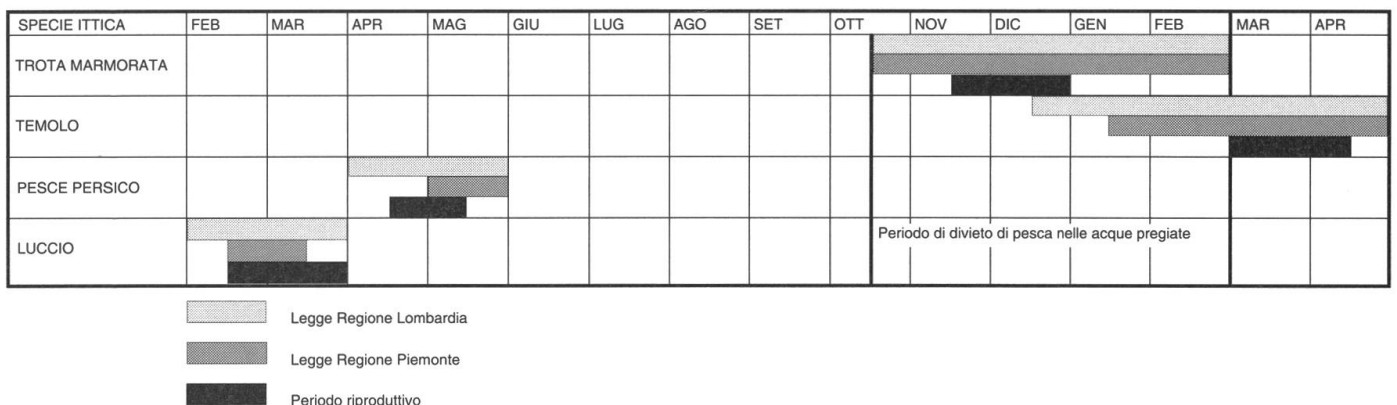 SPECIE ITTICA FEB MAR APR MAG GIU LUG AGO SET OTT NOV DIC GEN FEB MAR APR
TROTA MARMORATA
TEMOLO
PESCE PERSICO
LUCCIO
Periodo di divieto di pesca nelle acque pregiate
Legge Regione Lombardia
Legge Regione Piemonte
Periodo riproduttivo